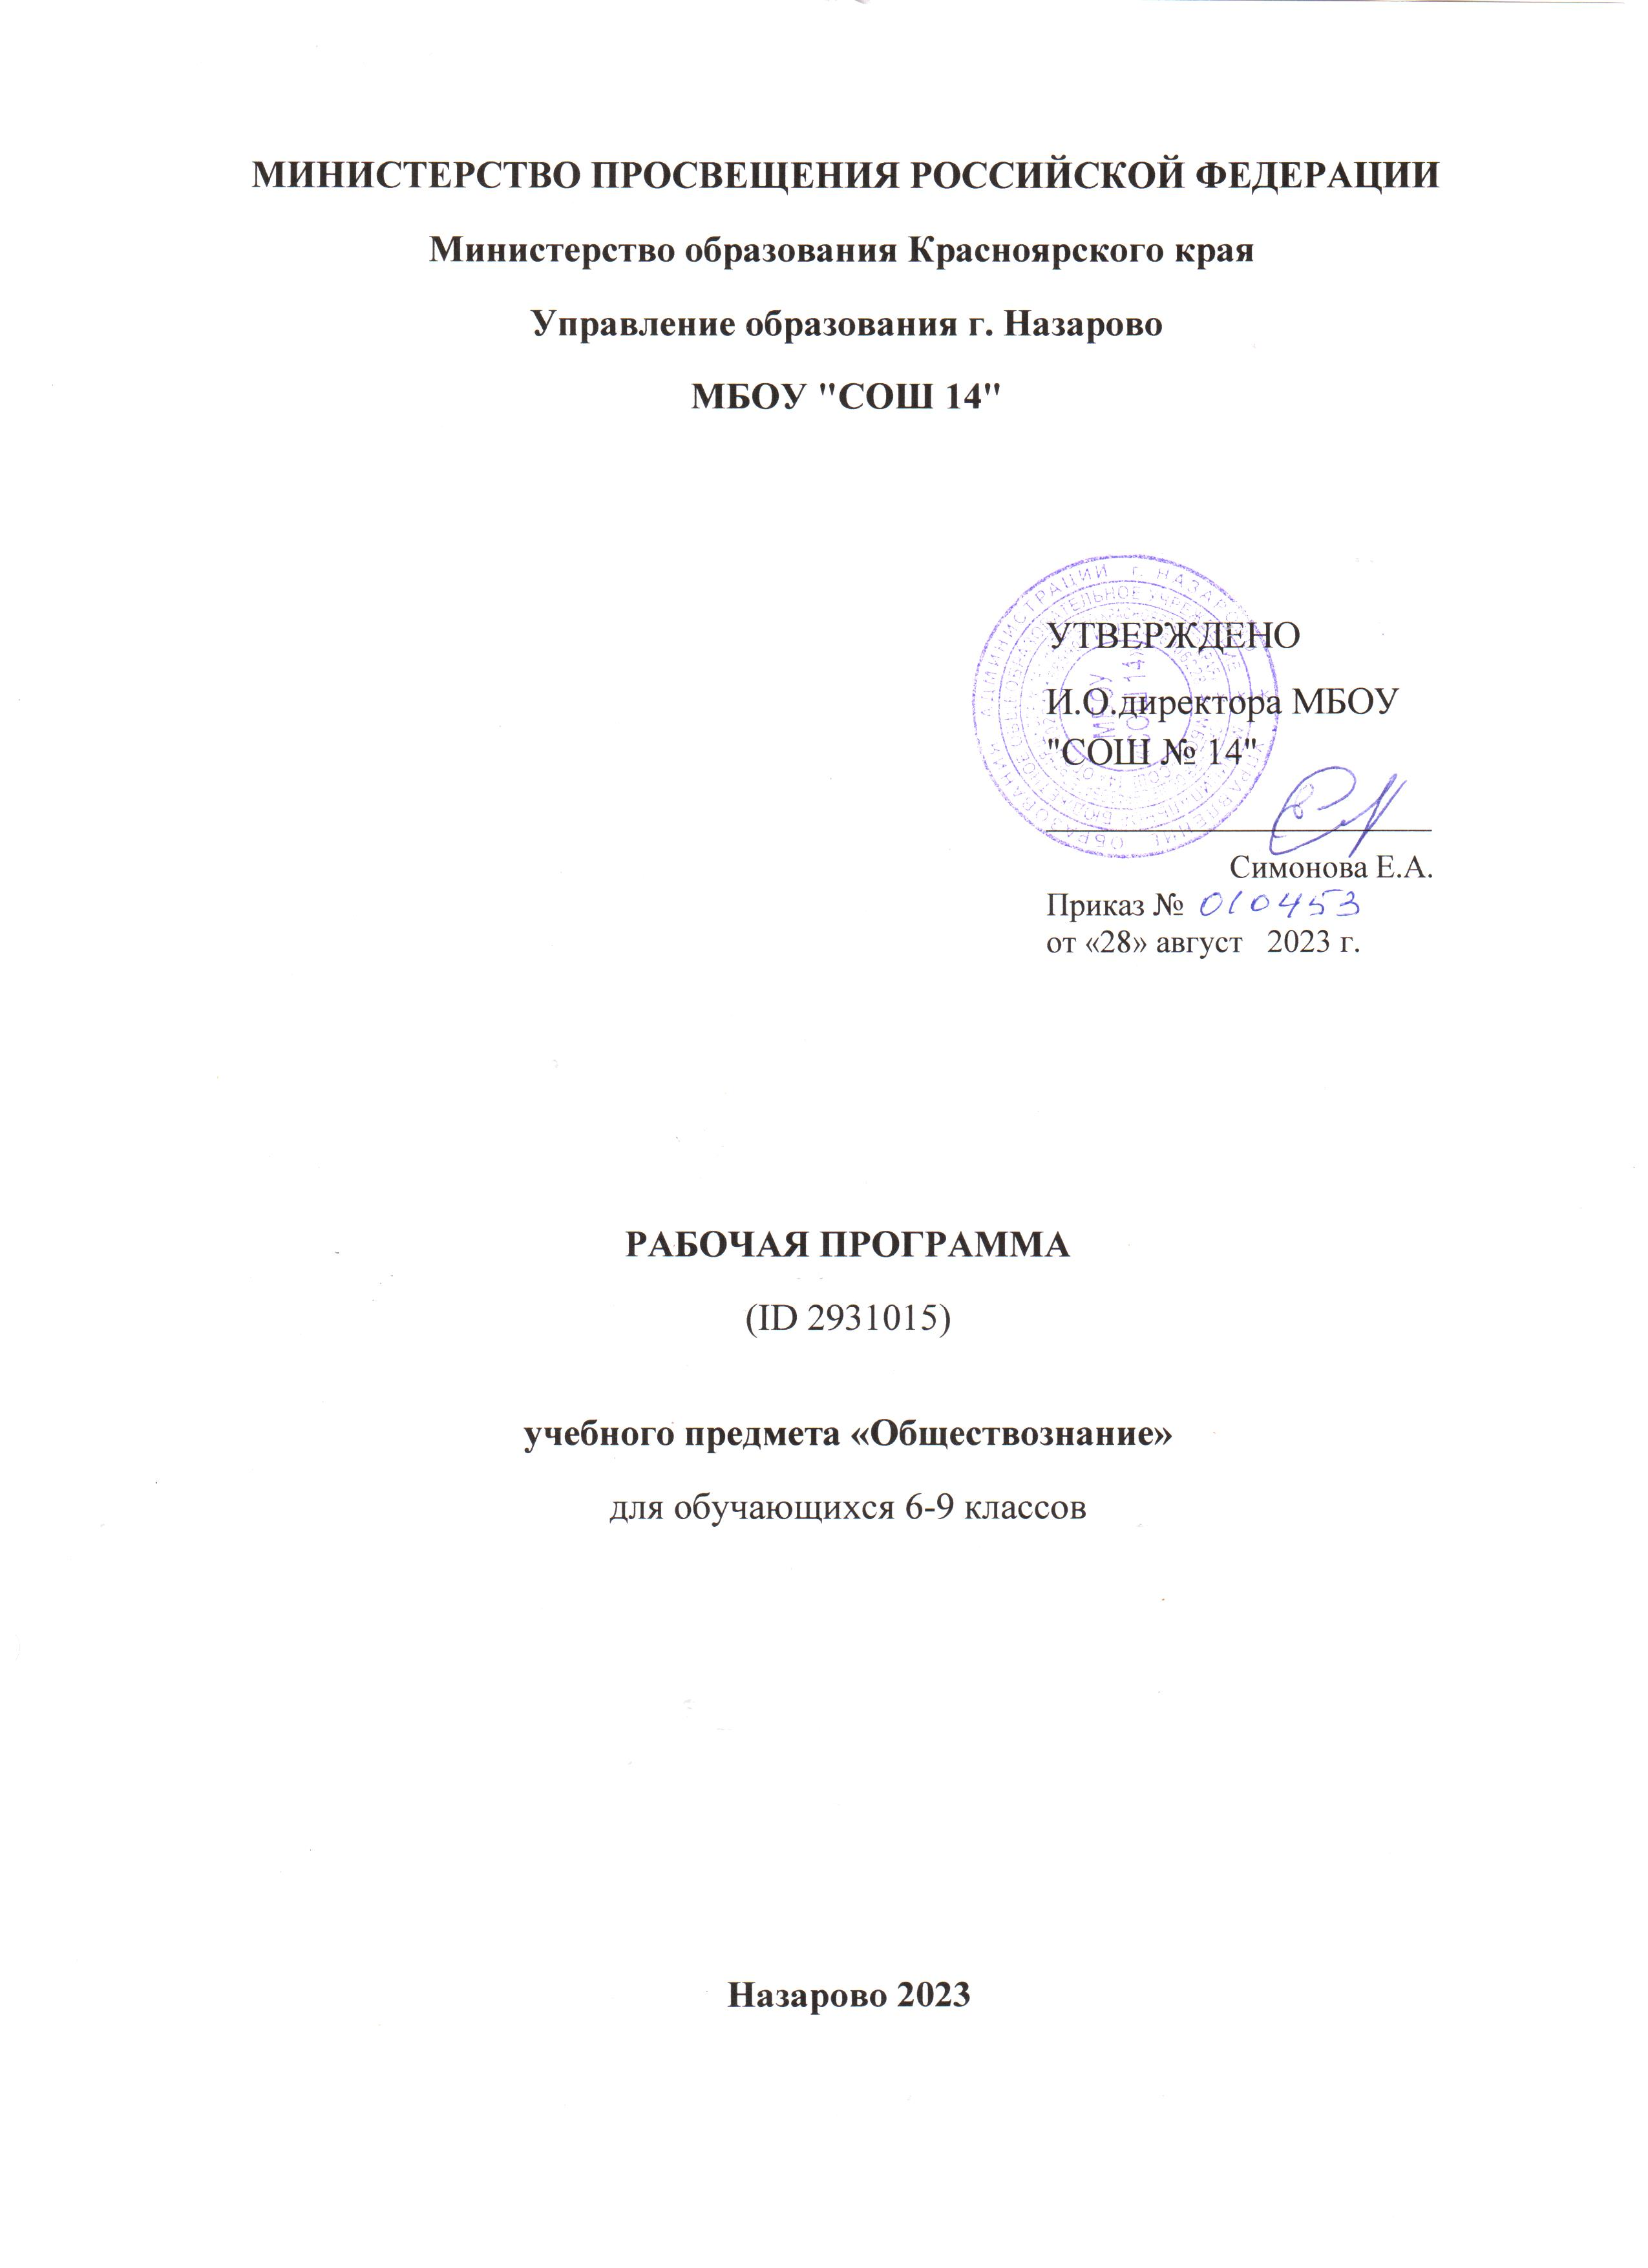 МИНИСТЕРСТВО ПРОСВЕЩЕНИЯ РОССИЙСКОЙ ФЕДЕРАЦИИ
Министерство образования Красноярского края
Управление образования г. Назарово
МБОУ "СОШ 14"
УТВЕРЖДЕНО
И.О.директора МБОУ
"СОШ № 14"
Симонова Е.А.
Приказ № 010453
от «28» август 2023 г.
РАБОЧАЯ ПРОГРАММА
(ID 2931015)
учебного предмета «Обществознание»
для обучающихся 6-9 классов
Назарово 2023